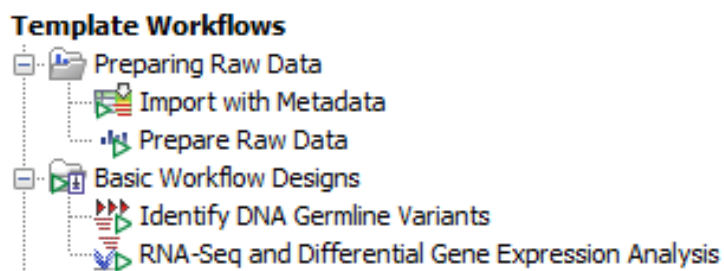 Template Workflows
Preparing Raw Data
Import with Metadata
Prepare Raw Data
Basic Workflow Designs
Identify DNA Germline Variants
RNA-Seq and Differential Gene Expression Analysis